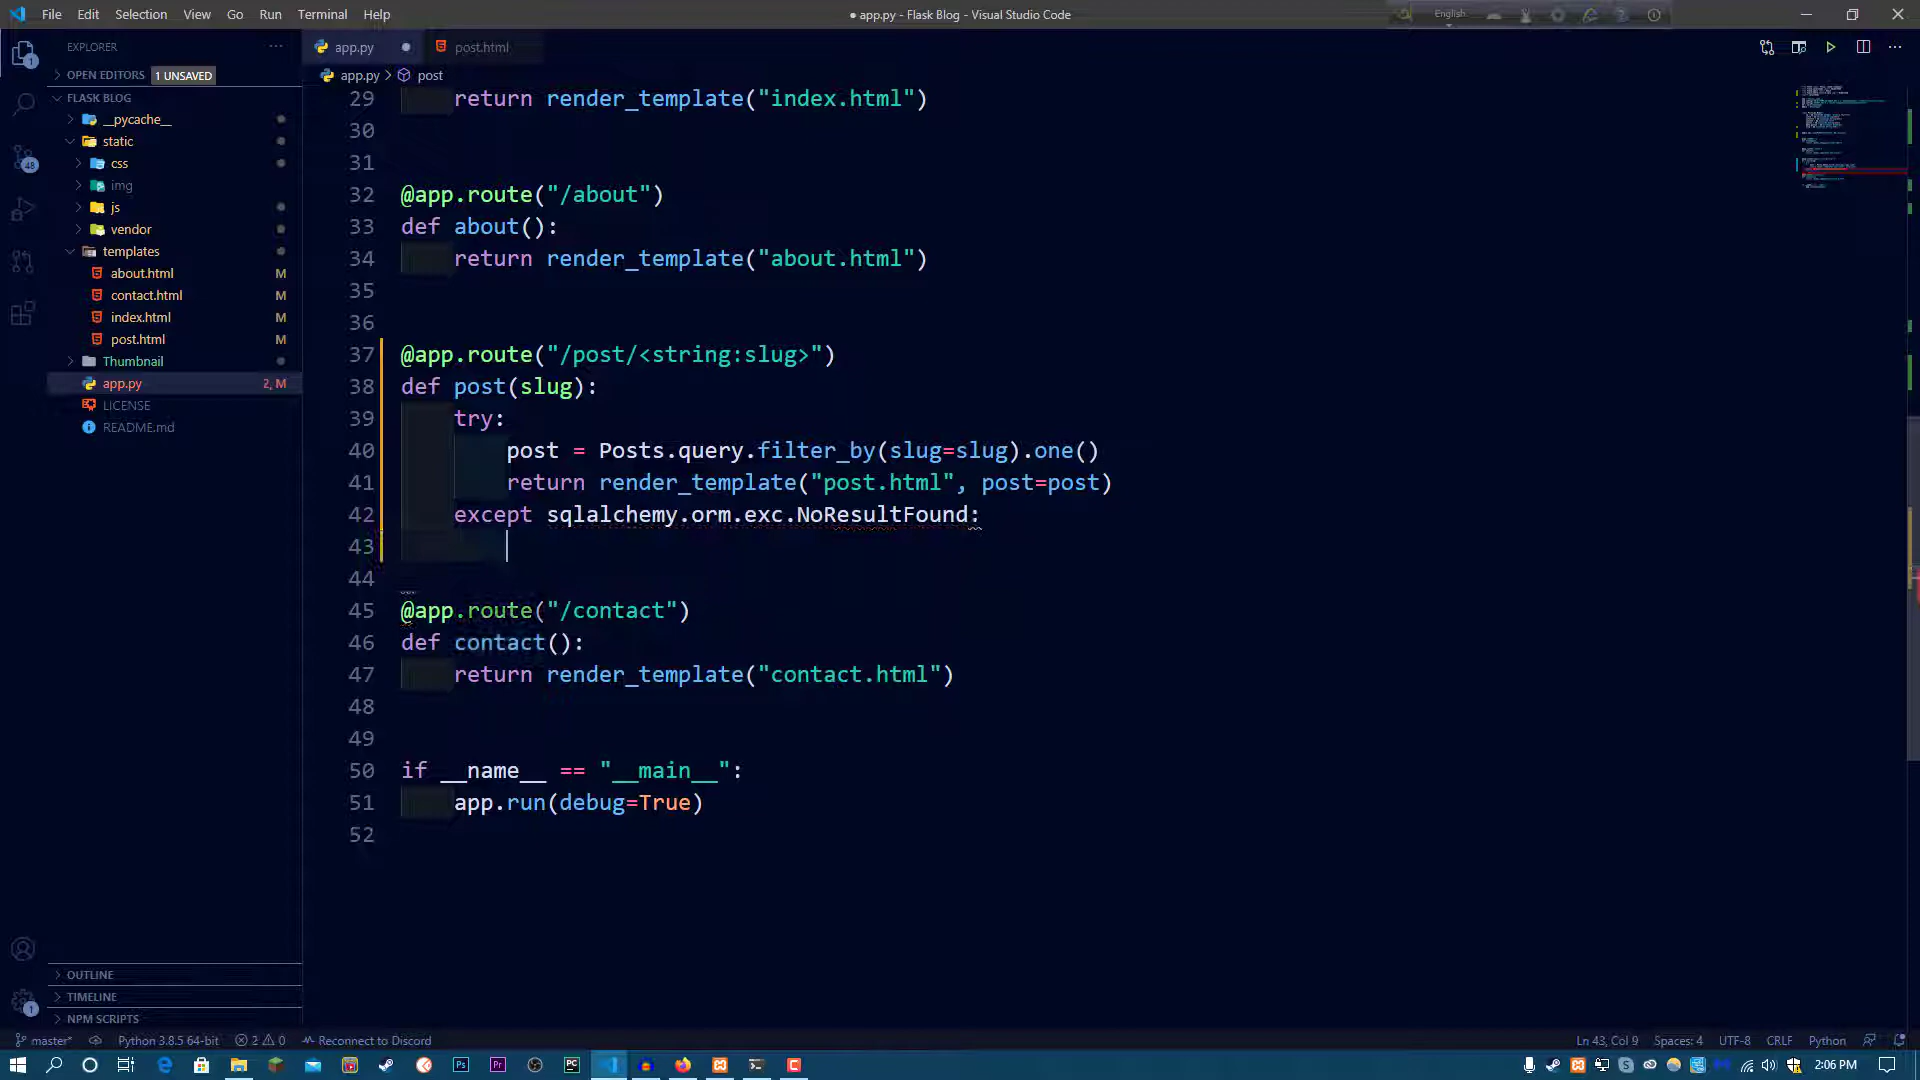 File Edit Selection View Go Run Terminal Help
● app.py - Flask Blog - Visual Studio Code
English
EXPLORER
OPEN EDITORS 1 UNSAVED
FLASK BLOG
__pycache__
static
css
img
js
vendor
templates
about.html M
contact.html M
index.html M
post.html M
Thumbnail
app.py 2, M
LICENSE
README.md
OUTLINE
TIMELINE
NPM SCRIPTS
1
48
1
app.py ● post.html
app.py > post
29 return render_template("index.html")
30
31
32 @app.route("/about")
33 def about():
34 return render_template("about.html")
35
36
37 @app.route("/post/<string:slug>")
38 def post(slug):
39 try:
40 post = Posts.query.filter_by(slug=slug).one()
41 return render_template("post.html", post=post)
42 except sqlalchemy.orm.exc.NoResultFound:
43
44
45 @app.route("/contact")
46 def contact():
47 return render_template("contact.html")
48
49
50 if __name__ == "__main__":
51 app.run(debug=True)
52
master* Python 3.8.5 64-bit 2 0 Reconnect to Discord
Ln 43, Col 9 Spaces: 4 UTF-8 CRLF Python
Ps Pr PC
2:06 PM